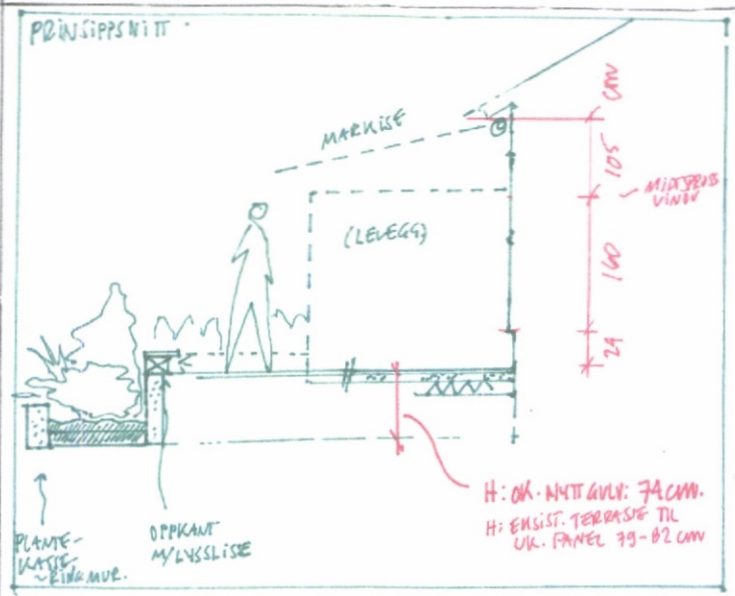 PRINSIPPSNITT.
MARKISE
(LEVEGG)
cm
105
MIDTSPROS
VINDU
160
24
H: OK. NYTT GULV: 74 cm.
H: EKSIST. TERRASSE TIL
UK. PANEL 79-82 cm
OPPKANT
M/LYSSLISSE
PLANTE-
KASSE
~RINGMUR.